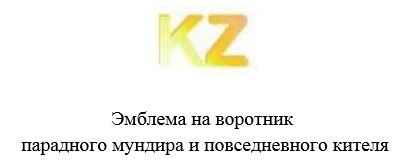 KZ
Эмблема на воротник
парадного мундира и повседневного кителя